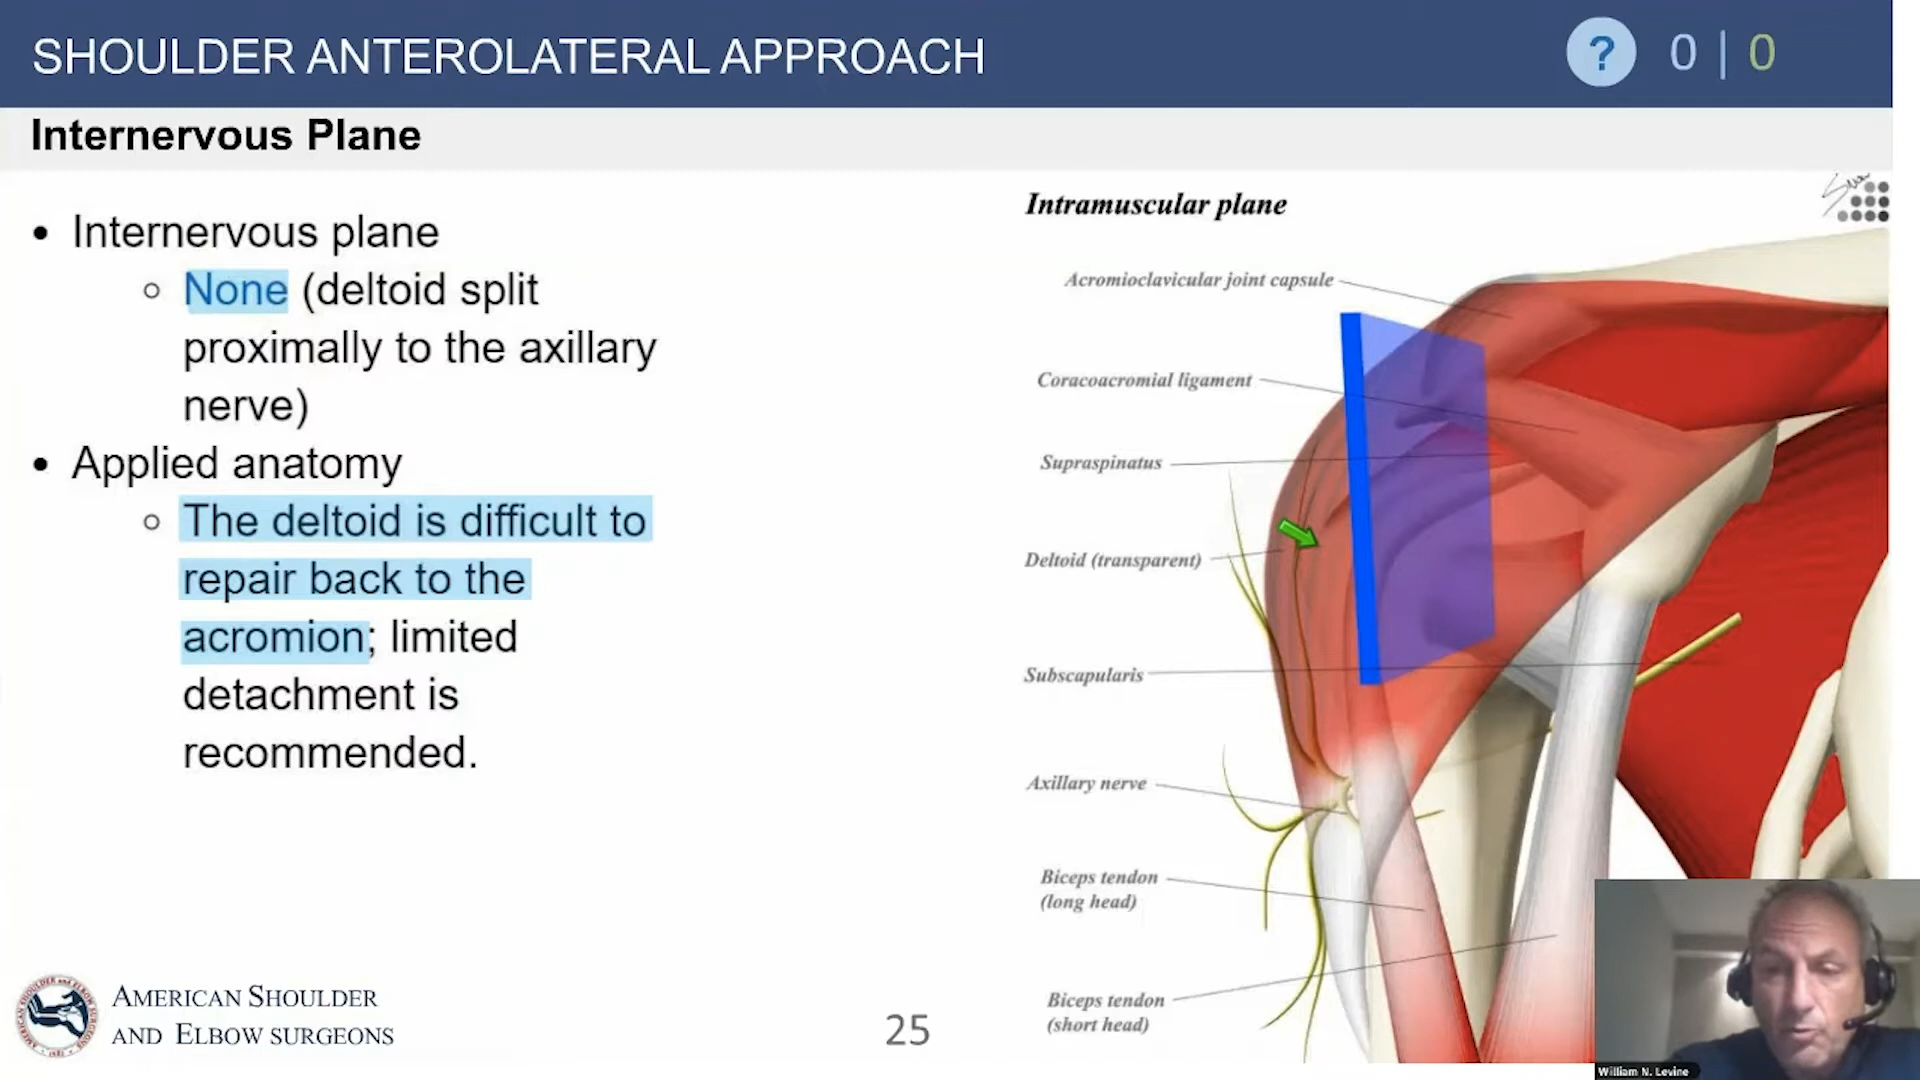 SHOULDER ANTEROLATERAL APPROACH
? 0 | 0
Internervous Plane
• Internervous plane
○ None (deltoid split
proximally to the axillary
nerve)
• Applied anatomy
○ The deltoid is difficult to
repair back to the
acromion; limited
detachment is
recommended.
Intramuscular plane
Acromioclavicular joint capsule
Coracoacromial ligament
Supraspinatus
Deltoid (transparent)
Subscapularis
Axillary nerve
Biceps tendon
(long head)
Biceps tendon
(short head)
AMERICAN SHOULDER
AND ELBOW SURGEONS
25
William N. Levine